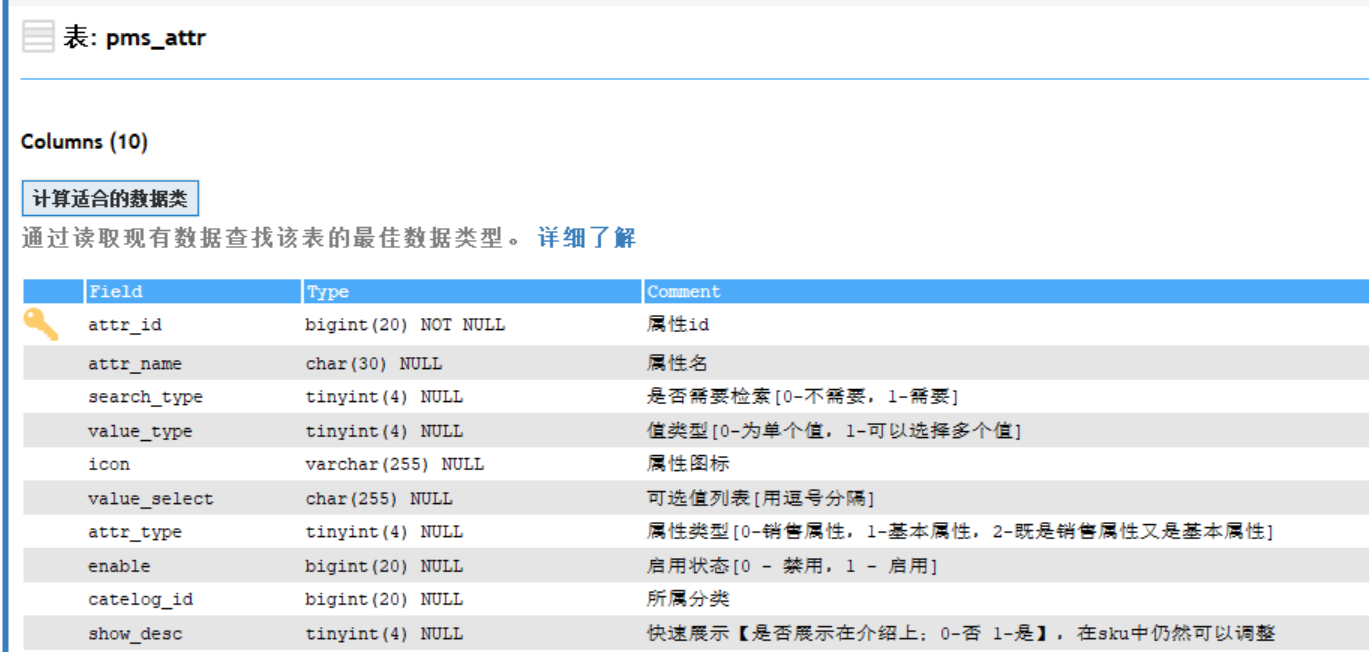 表: pms_attr
Columns (10)
计算适合的数据类
通过读取现有数据查找该表的最佳数据类型。 详细了解
Field Type Comment
attr_id bigint(20) NOT NULL 属性id
attr_name char(30) NULL 属性名
search_type tinyint(4) NULL 是否需要检索[0-不需要，1-需要]
value_type tinyint(4) NULL 值类型[0-为单个值，1-可以选择多个值]
icon varchar(255) NULL 属性图标
value_select char(255) NULL 可选值列表[用逗号分隔]
attr_type tinyint(4) NULL 属性类型[0-销售属性，1-基本属性，2-既是销售属性又是基本属性]
enable bigint(20) NULL 启用状态[0 - 禁用，1 - 启用]
catelog_id bigint(20) NULL 所属分类
show_desc tinyint(4) NULL 快速展示【是否展示在介绍上；0-否 1-是】，在sku中仍然可以调整